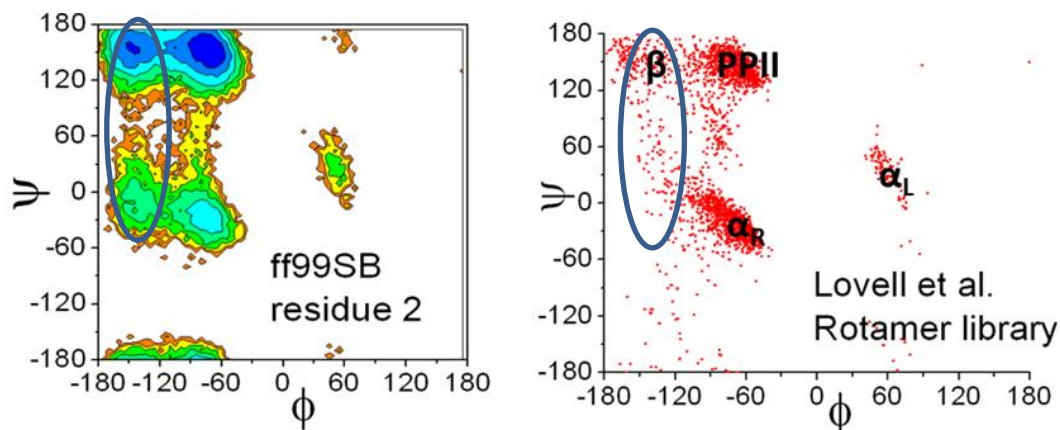 180
120
60
0
-60
-120
-180
ψ
-180 -120 -60 0 60 120 180
ϕ
ff99SB
residue 2
180
120
60
0
-60
-120
-180
ψ
-180 -120 -60 0 60 120 180
ϕ
β PPII
α_L
α_R
Lovell et al.
Rotamer library